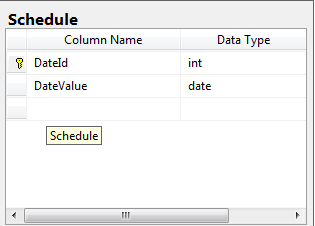 Schedule
Column Name Data Type
DateId int
DateValue date
Schedule